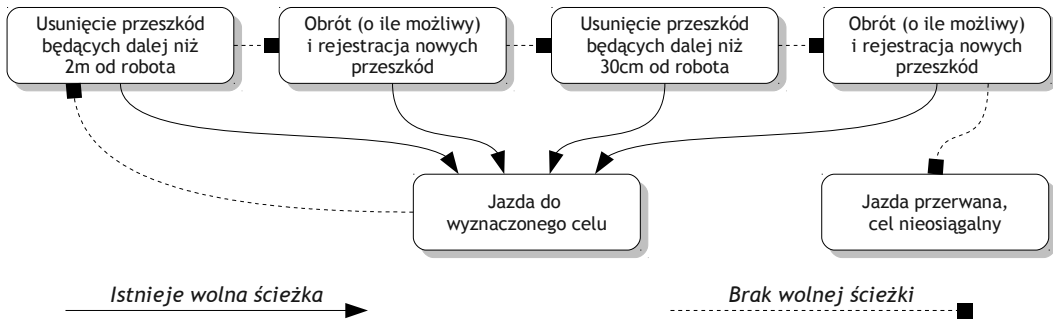 Usunięcie przeszkód
będących dalej niż
2m od robota
Obrót (o ile możliwy)
i rejestracja nowych
przeszkód
Usunięcie przeszkód
będących dalej niż
30cm od robota
Obrót (o ile możliwy)
i rejestracja nowych
przeszkód
Jazda do
wyznaczonego celu
Jazda przerwana,
cel nieosiągalny
Istnieje wolna ścieżka
Brak wolnej ścieżki